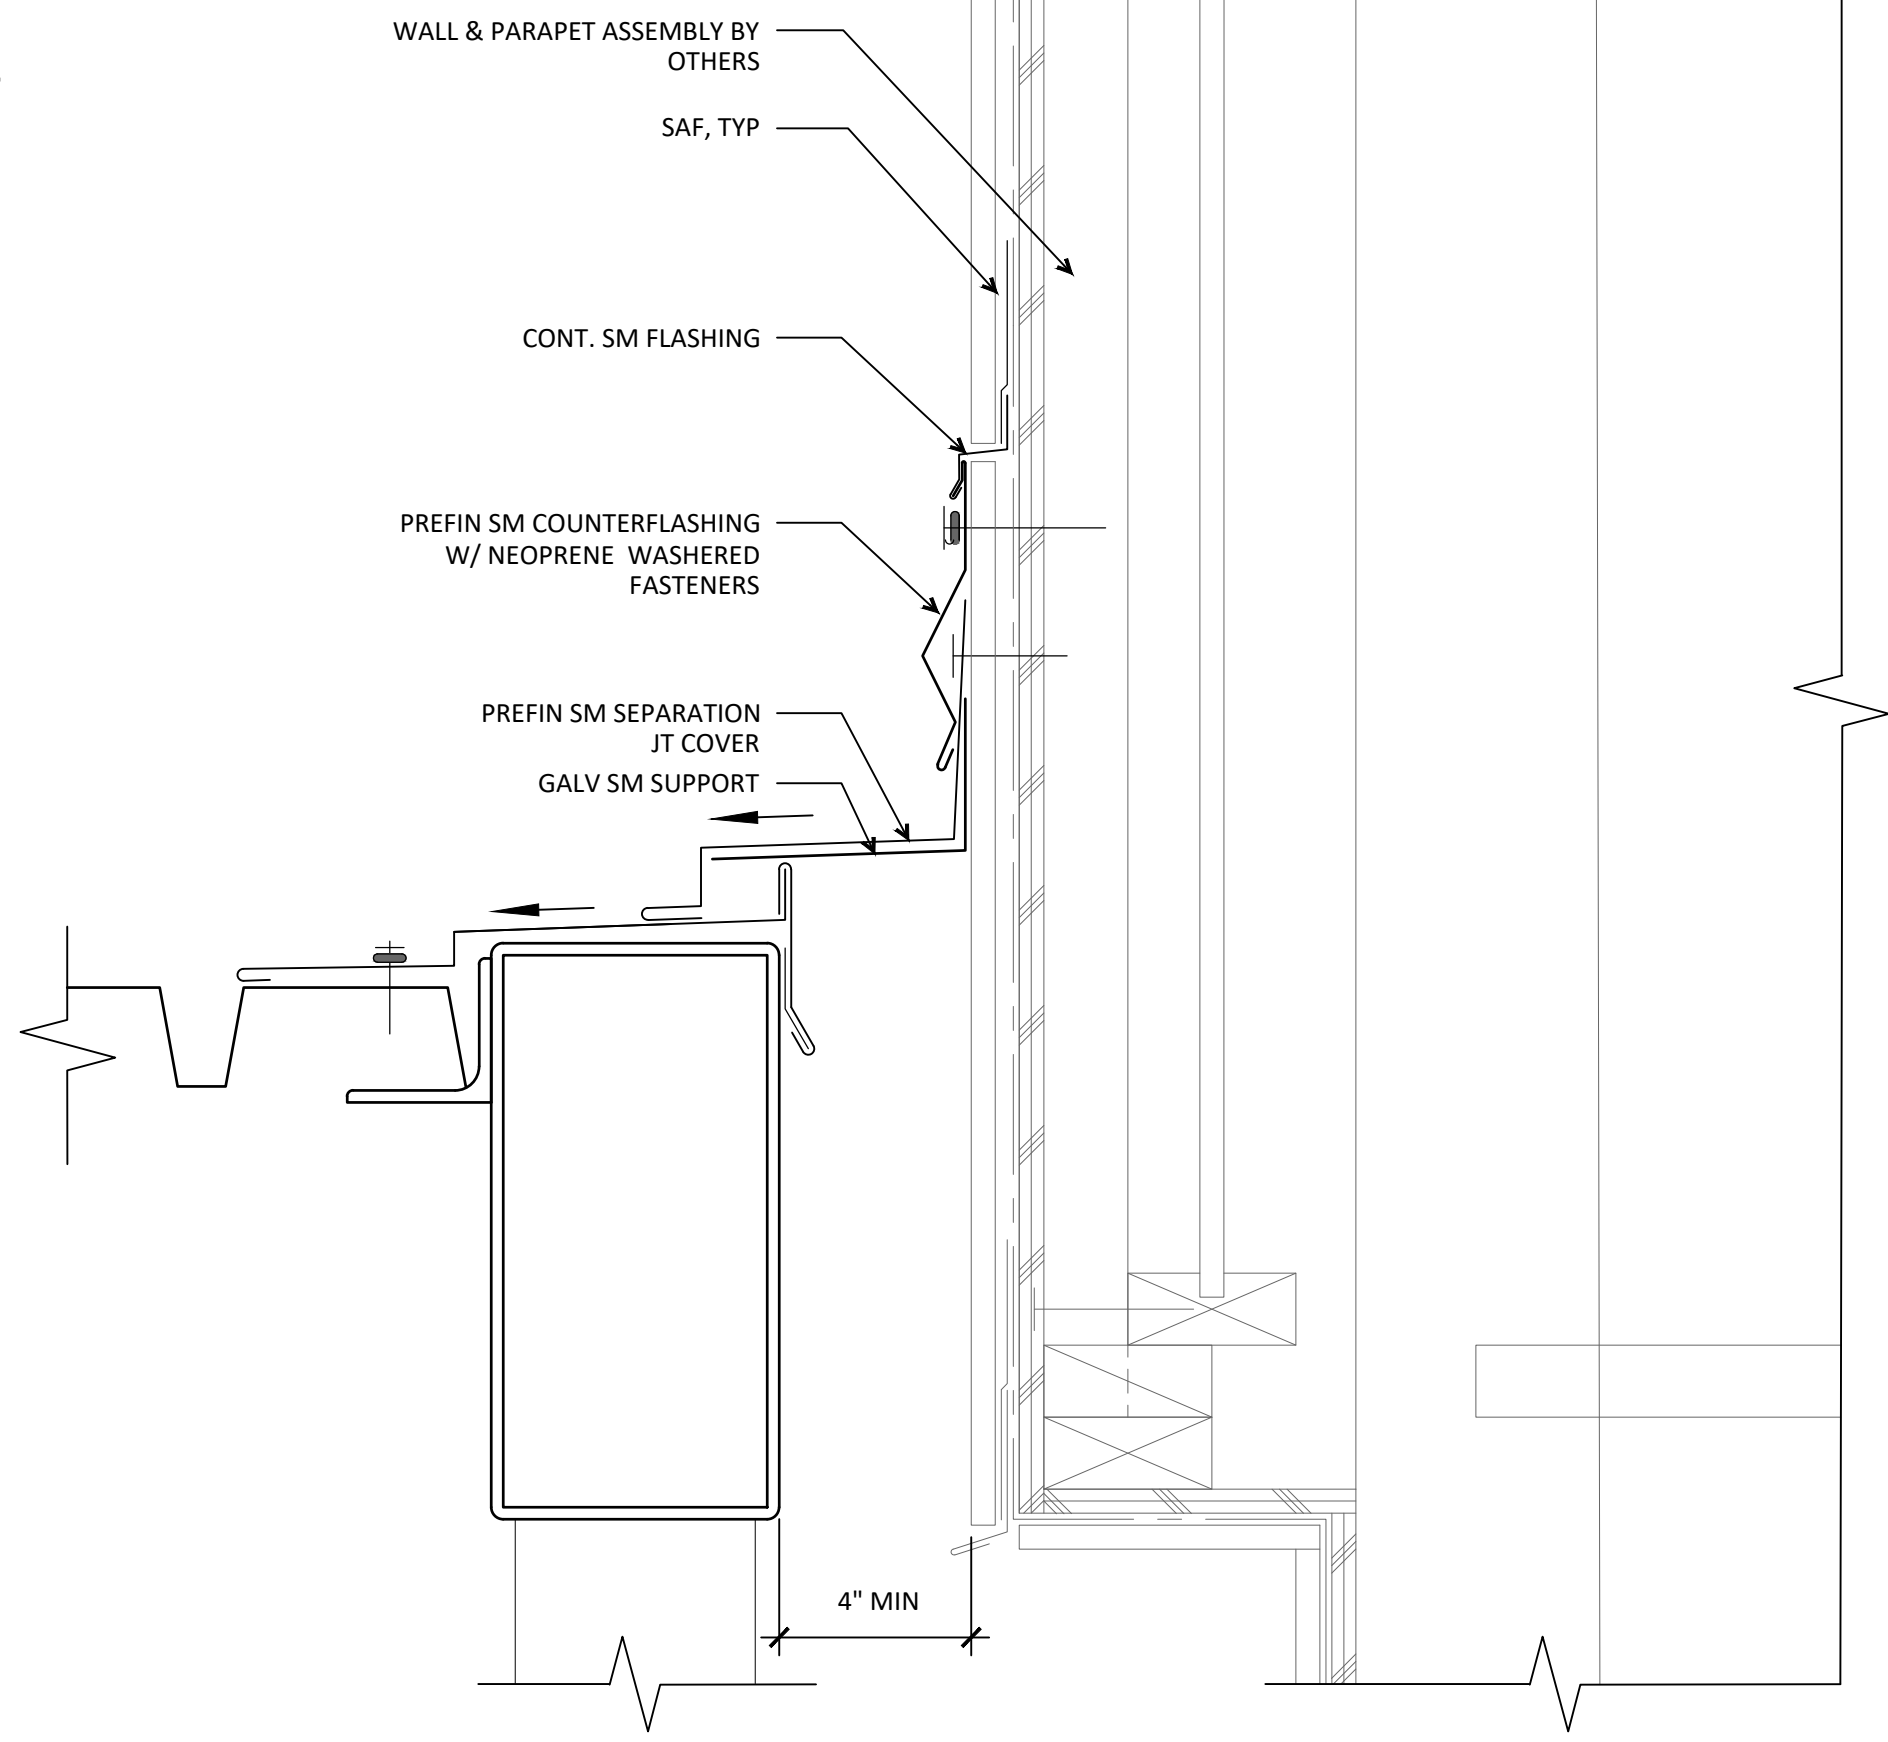 WALL & PARAPET ASSEMBLY BY
OTHERS
SAF, TYP
CONT. SM FLASHING
PREFIN SM COUNTERFLASHING
W/ NEOPRENE WASHERED
FASTENERS
PREFIN SM SEPARATION
JT COVER
GALV SM SUPPORT
4" MIN